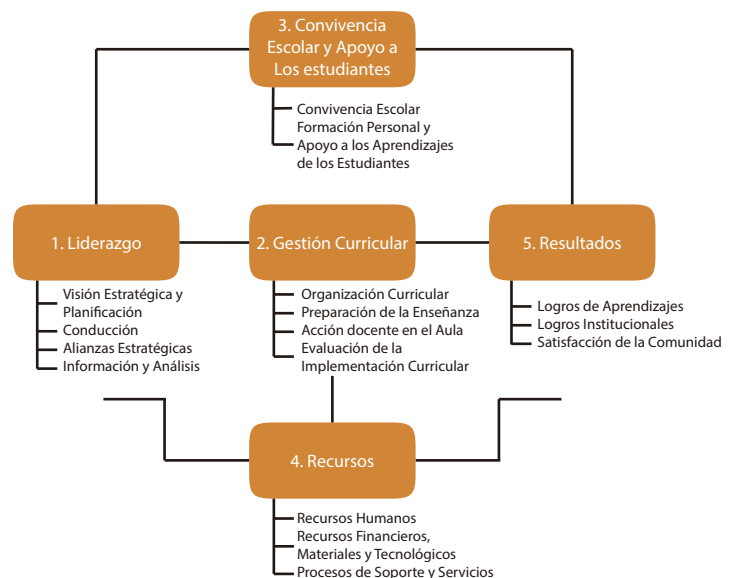 3. Convivencia
Escolar y Apoyo a
Los estudiantes
Convivencia Escolar
Formación Personal y
Apoyo a los Aprendizajes
de los Estudiantes
1. Liderazgo
Visión Estratégica y
Planificación
Conducción
Alianzas Estratégicas
Información y Análisis
2. Gestión Curricular
Organización Curricular
Preparación de la Enseñanza
Acción docente en el Aula
Evaluación de la
Implementación Curricular
5. Resultados
Logros de Aprendizajes
Logros Institucionales
Satisfacción de la Comunidad
4. Recursos
Recursos Humanos
Recursos Financieros,
Materiales y Tecnológicos
Procesos de Soporte y Servicios